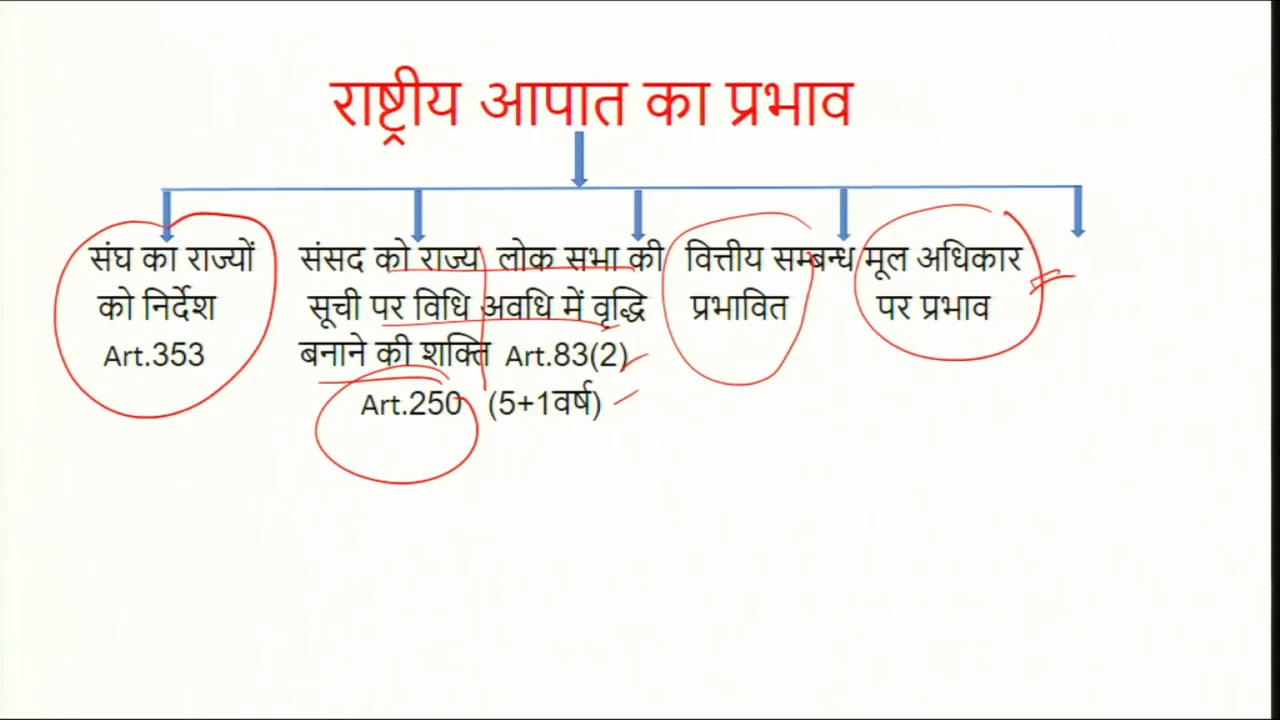 राष्ट्रीय आपात का प्रभाव
संघ का राज्यों
को निर्देश
Art.353
संसद को राज्य
सूची पर विधि
बनाने की शक्ति
Art.250
लोक सभा की
अवधि में वृद्धि
Art.83(2)
(5+1वर्ष)
वित्तीय सम्बन्ध
प्रभावित
मूल अधिकार
पर प्रभाव